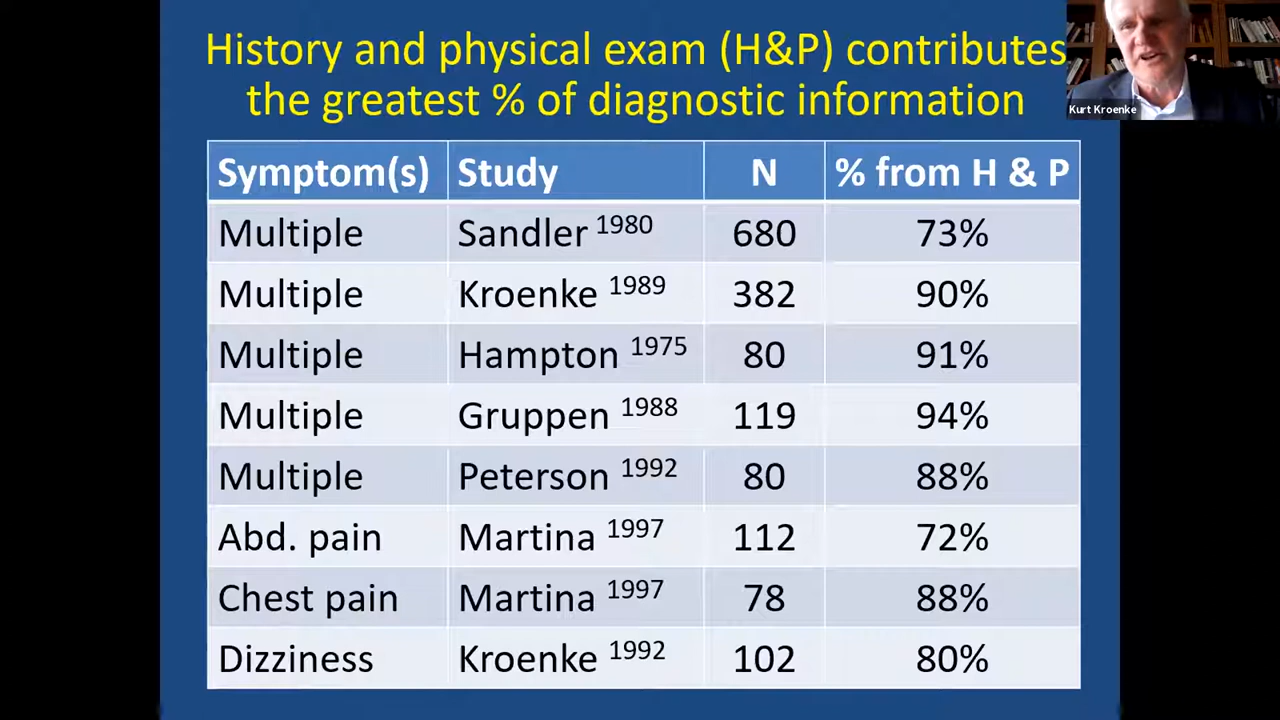 History and physical exam (H&P) contributes
the greatest % of diagnostic information
Kurt Kroenke
Symptom(s) Study N % from H & P
Multiple Sandler 1980 680 73%
Multiple Kroenke 1989 382 90%
Multiple Hampton 1975 80 91%
Multiple Gruppen 1988 119 94%
Multiple Peterson 1992 80 88%
Abd. pain Martina 1997 112 72%
Chest pain Martina 1997 78 88%
Dizziness Kroenke 1992 102 80%